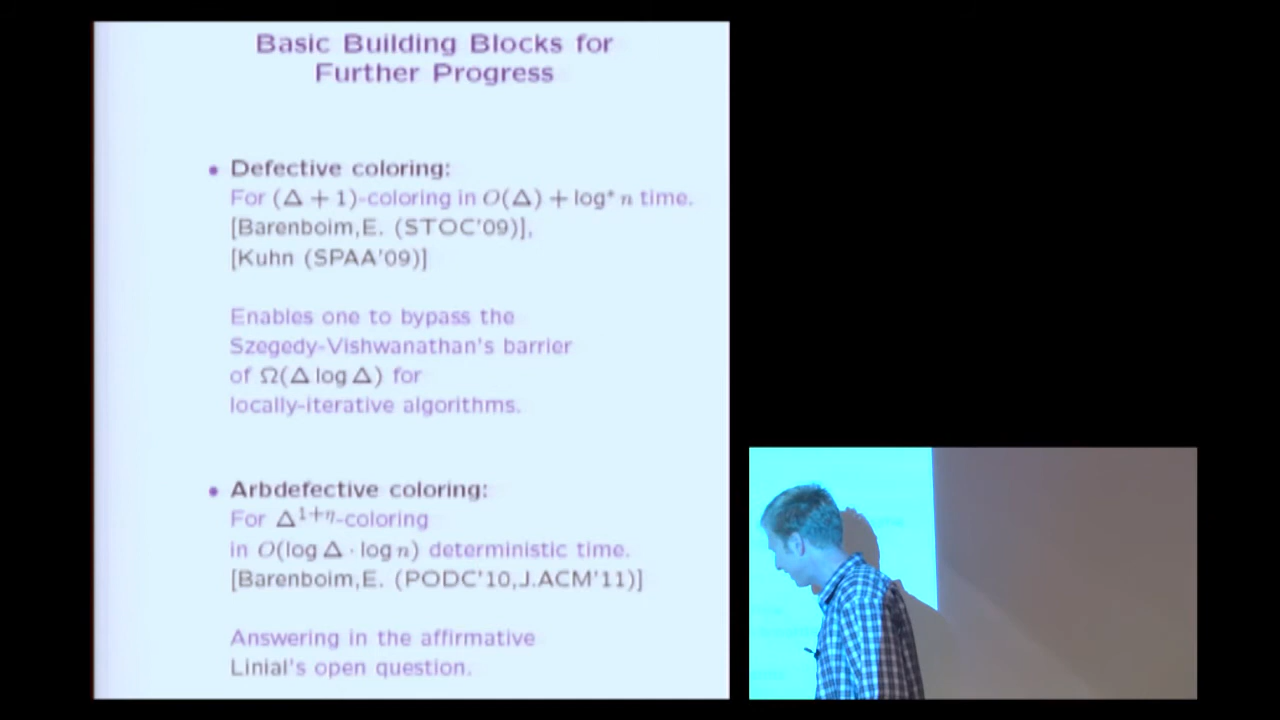 Basic Building Blocks for
Further Progress
• Defective coloring:
For (Δ + 1)-coloring in O(Δ) + log* n time.
[Barenboim,E. (STOC'09)],
[Kuhn (SPAA'09)]
Enables one to bypass the
Szegedy-Vishwanathan's barrier
of Ω(Δ log Δ) for
locally-iterative algorithms.
• Arbdefective coloring:
For Δ^{1+η}-coloring
in O(log Δ · log n) deterministic time.
[Barenboim,E. (PODC'10,J.ACM'11)]
Answering in the affirmative
Linial's open question.